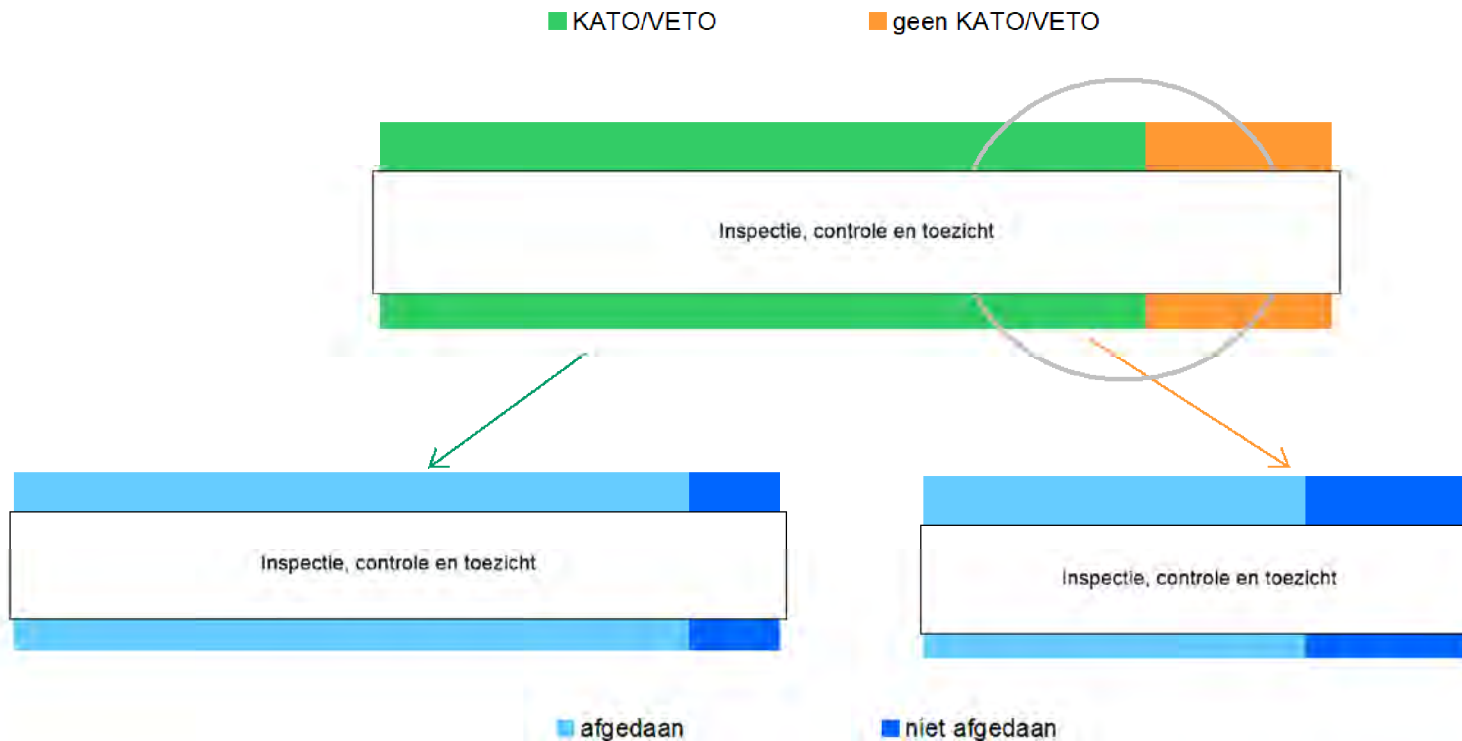 KATO/VETO
geen KATO/VETO
Inspectie, controle en toezicht
Inspectie, controle en toezicht
Inspectie, controle en toezicht
afgedaan
niet afgedaan